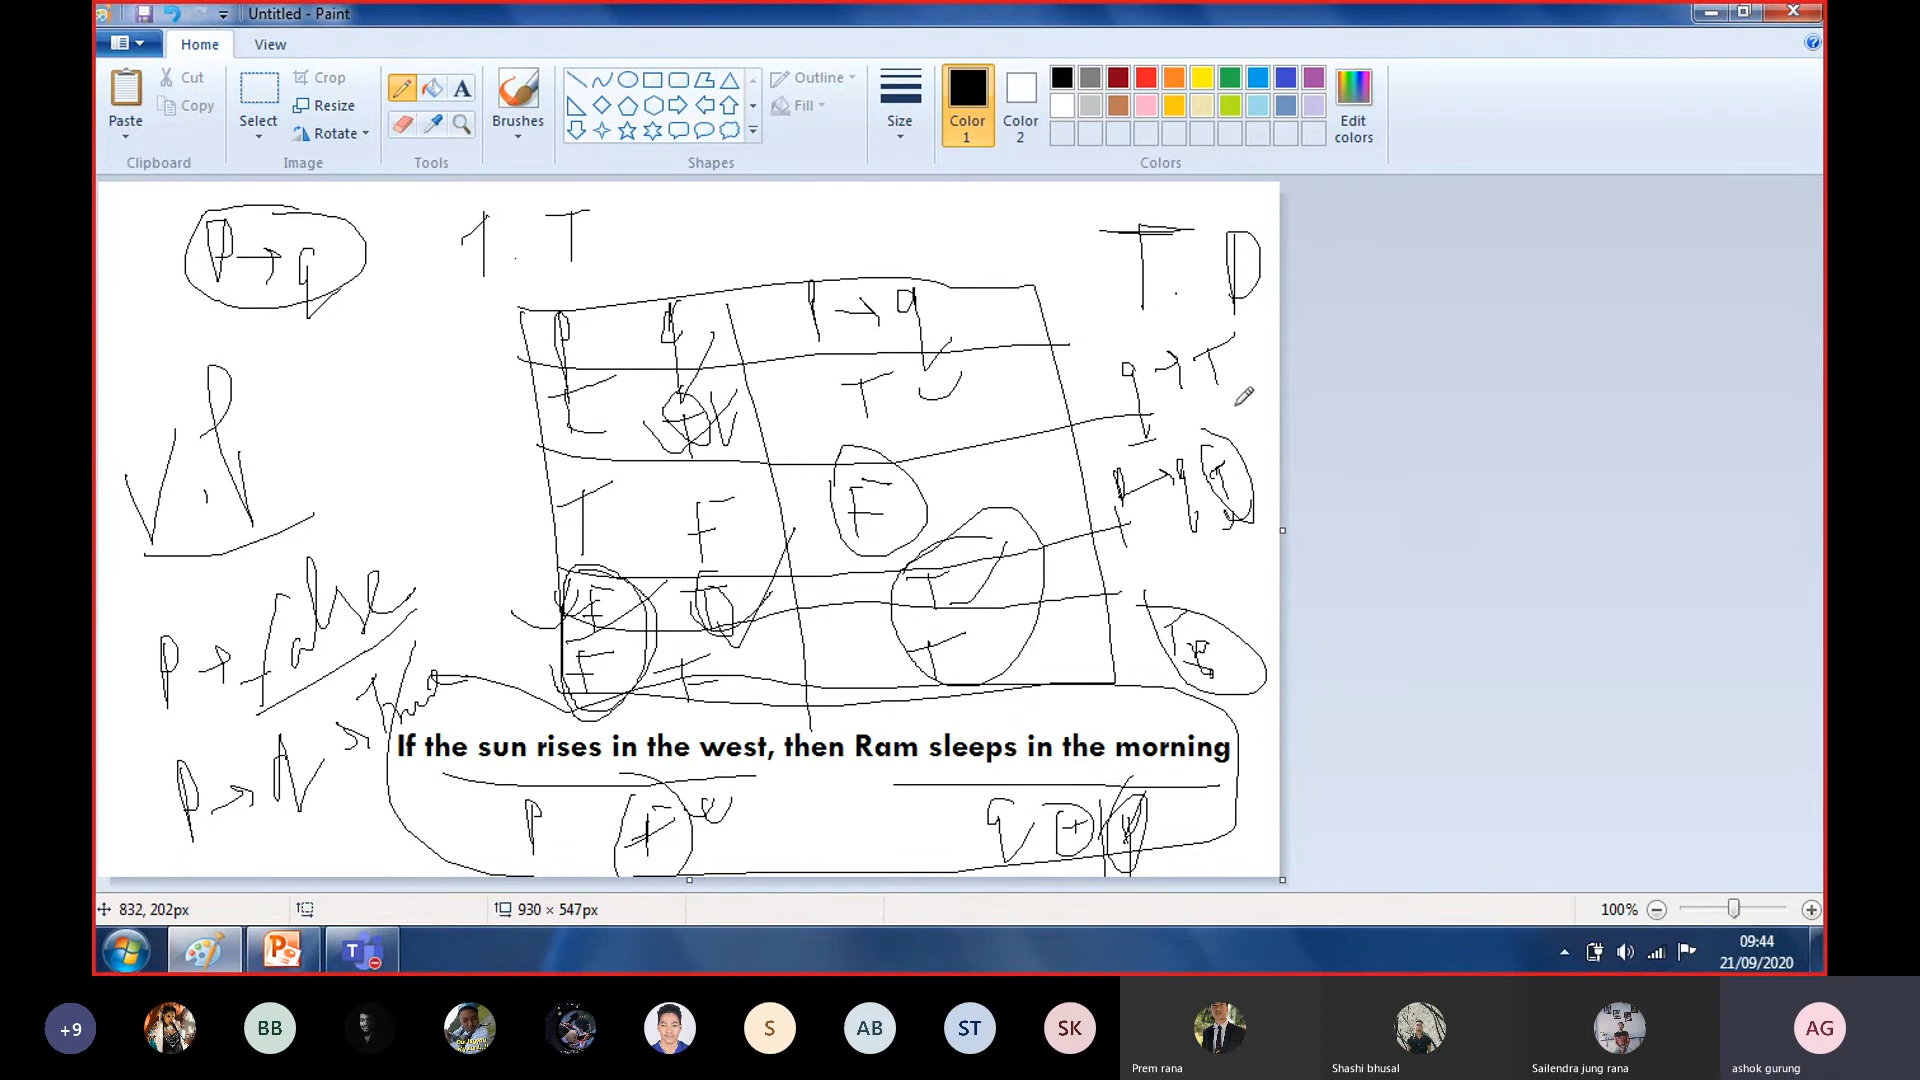 Untitled - Paint
Home View
Cut
Copy
Paste
Clipboard
Crop
Resize
Rotate
Select
Image
Tools
Brushes
Outline
Fill
Shapes
Size
Color 1
Color 2
Edit colors
Colors
P → q 1. T T. P
p q p → q
q → T
T T
T F F
p → q
F T T
F F T
P → false
P → N
If the sun rises in the west, then Ram sleeps in the morning
P F q
832, 202px
930 × 547px
100%
09:44
21/09/2020
+9 BB S AB ST SK AG
Prem rana Shashi bhusal Sailendra jung rana ashok gurung